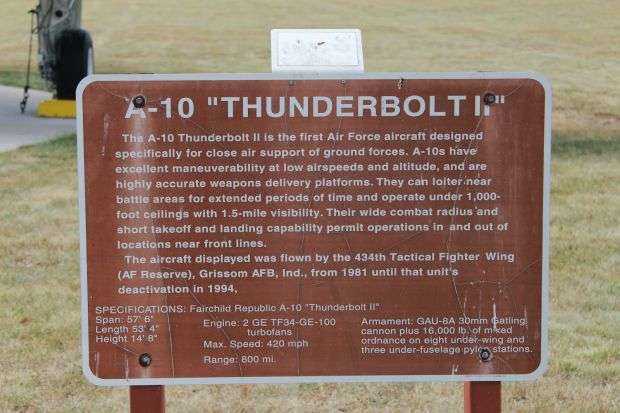 A-10 "THUNDERBOLT II"
The A-10 Thunderbolt II is the first Air Force aircraft designed
specifically for close air support of ground forces. A-10s have
excellent maneuverability at low airspeeds and altitude, and are
highly accurate weapons delivery platforms. They can loiter near
battle areas for extended periods of time and operate under 1,000-
foot ceilings with 1.5-mile visibility. Their wide combat radius and
short takeoff and landing capability permit operations in and out of
locations near front lines.
The aircraft displayed was flown by the 434th Tactical Fighter Wing
(AF Reserve), Grissom AFB, Ind., from 1981 until that unit's
deactivation in 1994,
SPECIFICATIONS: Fairchild Republic A-10 "Thunderbolt II"
Span: 57' 6"
Length 53' 4"
Height 14' 8"
Engine: 2 GE TF34-GE-100
turbofans
Max. Speed: 420 mph
Range: 800 mi.
Armament: GAU-8A 30mm Gatling
cannon plus 16,000 lb. of mixed
ordnance on eight under-wing and
three under-fuselage pylon stations.